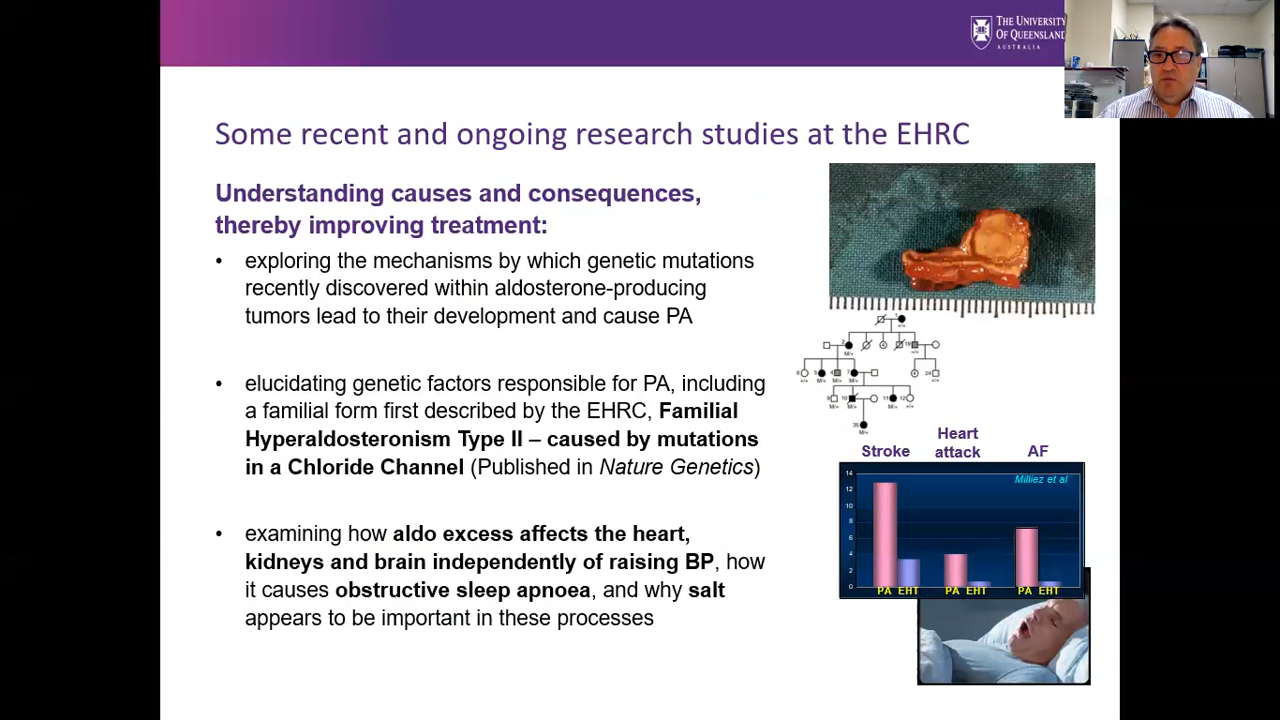 THE UNIVERSITY
OF QUEENSLAND
AUSTRALIA
Some recent and ongoing research studies at the EHRC
Understanding causes and consequences,
thereby improving treatment:
• exploring the mechanisms by which genetic mutations
recently discovered within aldosterone-producing
tumors lead to their development and cause PA
• elucidating genetic factors responsible for PA, including
a familial form first described by the EHRC, Familial
Hyperaldosteronism Type II – caused by mutations
in a Chloride Channel (Published in Nature Genetics)
• examining how aldo excess affects the heart,
kidneys and brain independently of raising BP, how
it causes obstructive sleep apnoea, and why salt
appears to be important in these processes
Stroke
Heart
attack
AF
Milliez et al
14
12
10
8
6
4
2
0
PA EHT
PA EHT
PA EHT